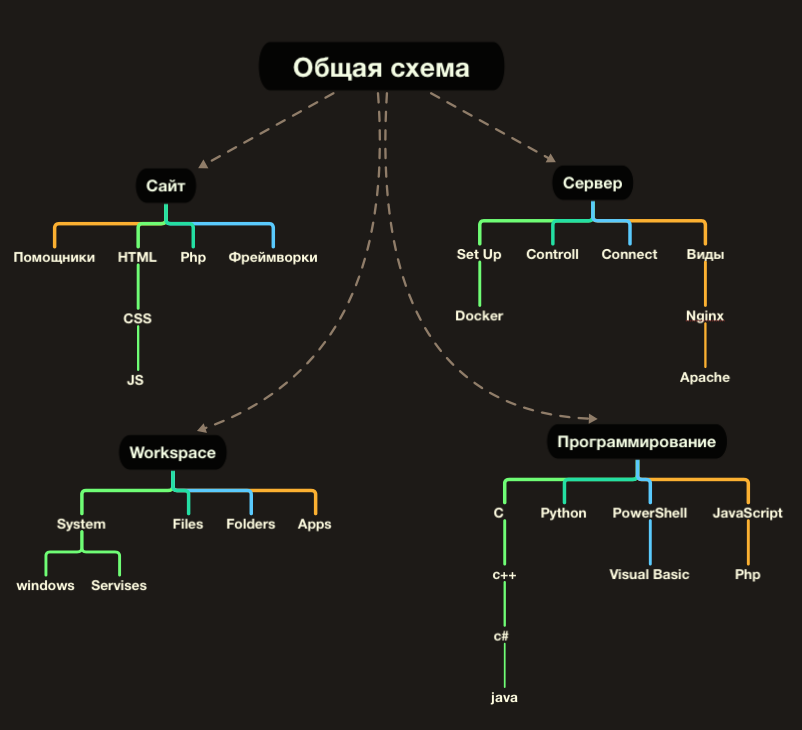 Общая схема
Сайт
Сервер
Помощники HTML Php Фреймворки
Set Up Controll Connect Виды
CSS
Docker
Nginx
JS
Apache
Workspace
Программирование
System Files Folders Apps
C Python PowerShell JavaScript
windows Servises
c++ Visual Basic Php
c#
java